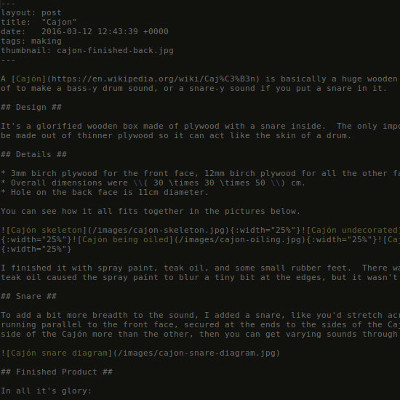 ---
layout: post
title:  "Cajon"
date:   2016-03-12 12:43:39 +0000
tags: making
thumbnail: cajon-finished-back.jpg
---
A [Cajón](https://en.wikipedia.org/wiki/Caj%C3%B3n) is basically a huge wooden
of to make a bass-y drum sound, or a snare-y sound if you put a snare in it.
## Design ##
It's a glorified wooden box made of plywood with a snare inside.  The only impo
be made out of thinner plywood so it can act like the skin of a drum.
## Details ##
* 3mm birch plywood for the front face, 12mm birch plywood for all the other fa
* Overall dimensions were \\( 30 \times 30 \times 50 \\) cm.
* Hole on the back face is 11cm diameter.
You can see how it all fits together in the pictures below.
![Cajón skeleton](/images/cajon-skeleton.jpg){:width="25%"}![Cajón undecorated]
{:width="25%"}![Cajón being oiled](/images/cajon-oiling.jpg){:width="25%"}![Caj
{:width="25%"}
I finished it with spray paint, teak oil, and some small rubber feet.  There wa
teak oil caused the spray paint to blur a tiny bit at the edges, but it wasn't
## Snare ##
To add a bit more breadth to the sound, I added a snare, like you'd stretch acr
running parallel to the front face, secured at the ends to the sides of the Caj
side of the Cajón more than the other, then you can get varying sounds through
![Cajón snare diagram](/images/cajon-snare-diagram.jpg)
## Finished Product ##
In all it's glory: